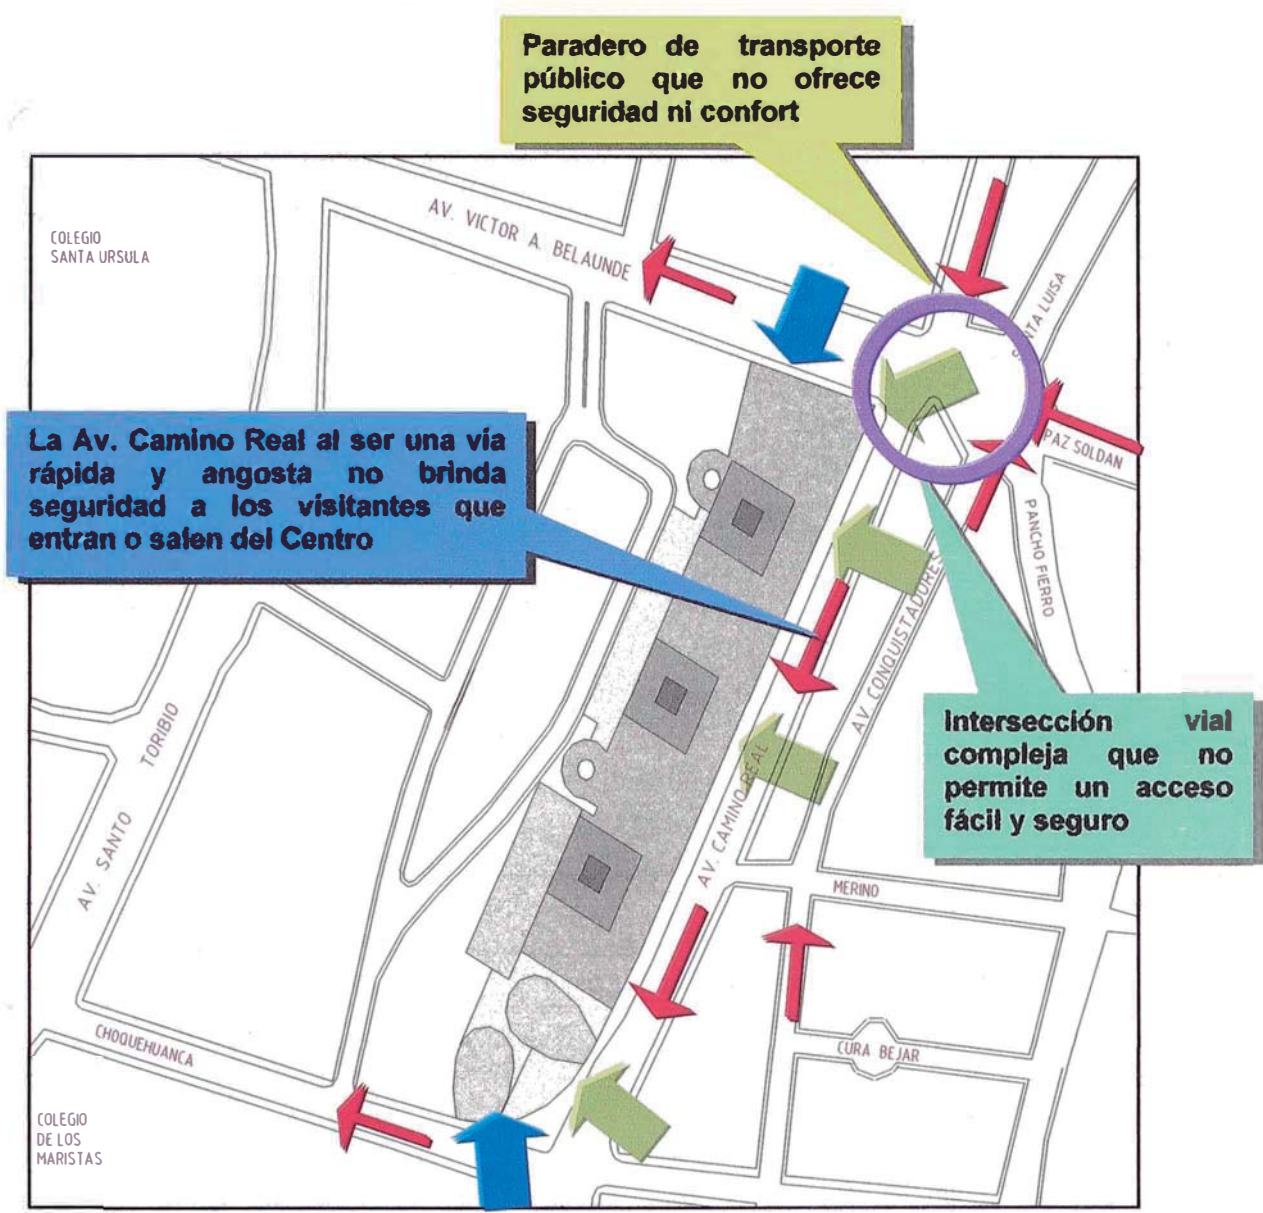 Paradero de transporte
público que no ofrece
seguridad ni confort
COLEGIO
SANTA URSULA
AV. VICTOR A. BELAUNDE
SANTA LUISA
La Av. Camino Real al ser una vía
rápida y angosta no brinda
seguridad a los visitantes que
entran o salen del Centro
PAZ SOLDAN
PANCHO FIERRO
AV. CONQUISTADORES
Intersección vial
compleja que no
permite un acceso
fácil y seguro
AV. SANTO TORIBIO
AV. CAMINO REAL
MERINO
CHOQUEHUANCA
CURA BEJAR
COLEGIO
DE LOS
MARISTAS